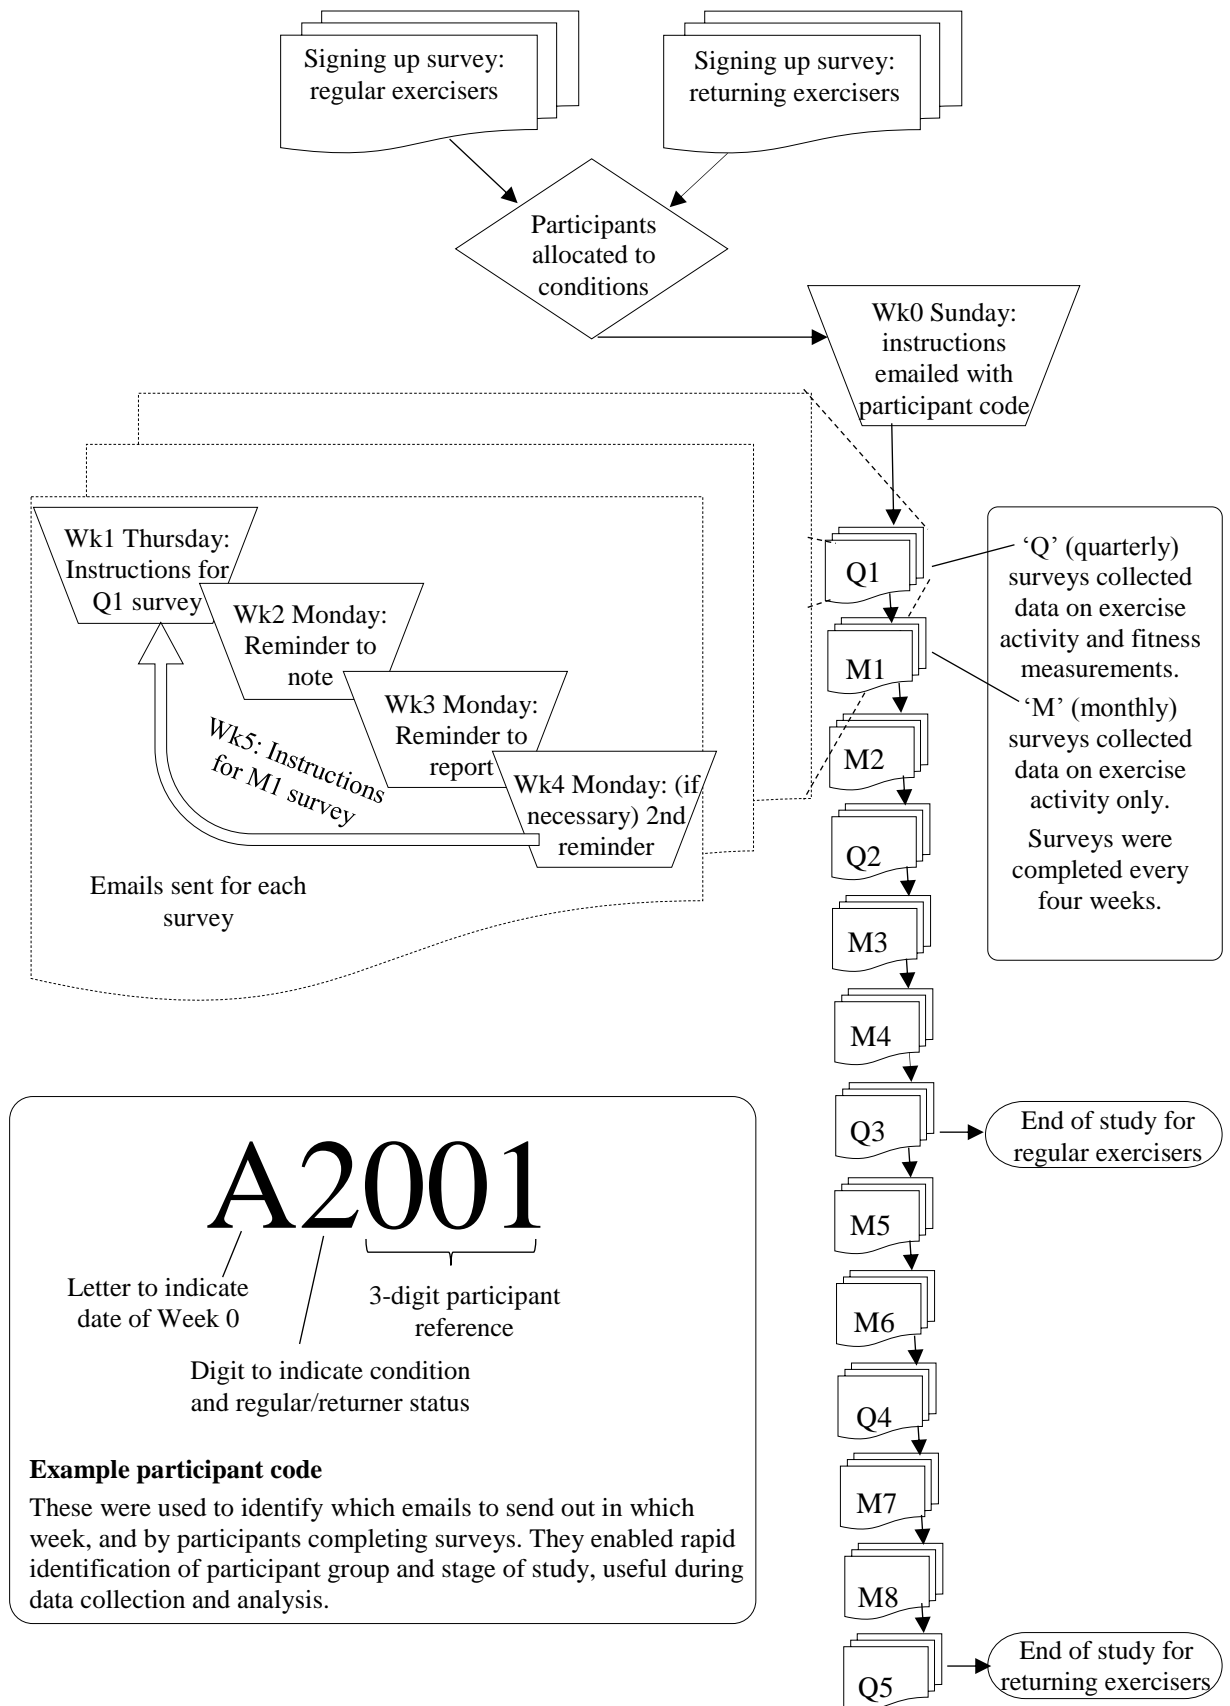 Signing up survey:
regular exercisers
Signing up survey:
returning exercisers
Participants
allocated to
conditions
Wk0 Sunday:
instructions
emailed with
participant code
Wk1 Thursday:
Instructions for
Q1 survey
Wk2 Monday:
Reminder to
note
Wk3 Monday:
Reminder to
report
Wk4 Monday: (if
necessary) 2nd
reminder
Wk5: Instructions
for M1 survey
Emails sent for each
survey
Q1
M1
M2
Q2
M3
M4
Q3
M5
M6
Q4
M7
M8
Q5
‘Q’ (quarterly)
surveys collected
data on exercise
activity and fitness
measurements.
‘M’ (monthly)
surveys collected
data on exercise
activity only.
Surveys were
completed every
four weeks.
End of study for
regular exercisers
End of study for
returning exercisers
A2001
Letter to indicate
date of Week 0
3-digit participant
reference
Digit to indicate condition
and regular/returner status
Example participant code
These were used to identify which emails to send out in which
week, and by participants completing surveys. They enabled rapid
identification of participant group and stage of study, useful during
data collection and analysis.